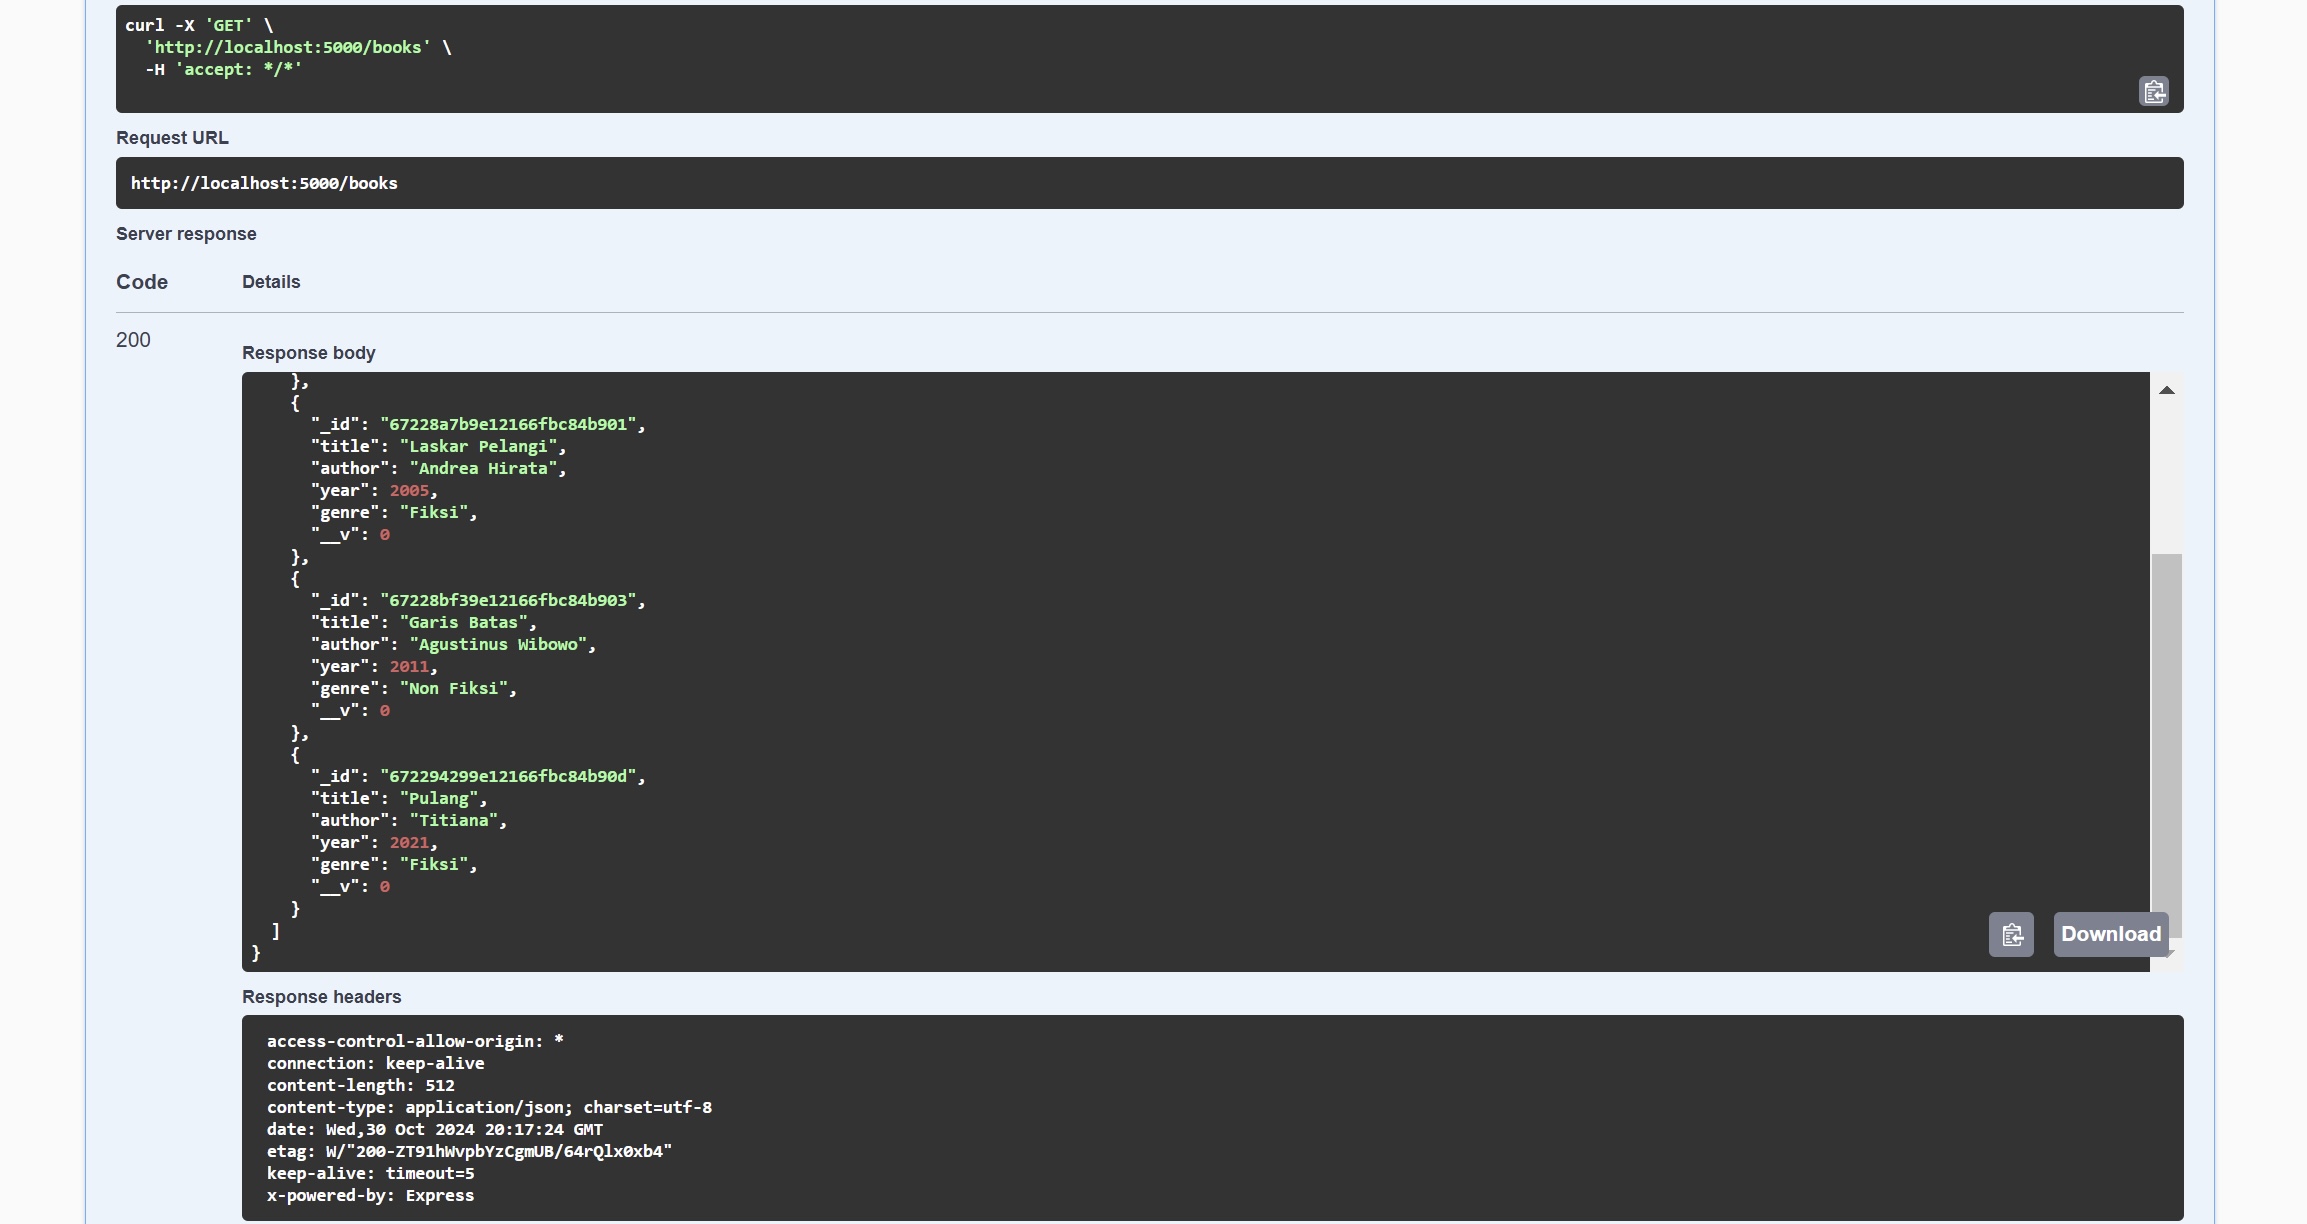 curl -X 'GET' \
  'http://localhost:5000/books' \
  -H 'accept: */*'
Request URL
http://localhost:5000/books
Server response
Code Details
200
Response body
    },
    {
      "_id": "67228a7b9e12166fbc84b901",
      "title": "Laskar Pelangi",
      "author": "Andrea Hirata",
      "year": 2005,
      "genre": "Fiksi",
      "__v": 0
    },
    {
      "_id": "67228bf39e12166fbc84b903",
      "title": "Garis Batas",
      "author": "Agustinus Wibowo",
      "year": 2011,
      "genre": "Non Fiksi",
      "__v": 0
    },
    {
      "_id": "672294299e12166fbc84b90d",
      "title": "Pulang",
      "author": "Titiana",
      "year": 2021,
      "genre": "Fiksi",
      "__v": 0
    }
  ]
}
Download
Response headers
access-control-allow-origin: *
connection: keep-alive
content-length: 512
content-type: application/json; charset=utf-8
date: Wed,30 Oct 2024 20:17:24 GMT
etag: W/"200-ZT91hWvpbYzCgmUB/64rQlx0xb4"
keep-alive: timeout=5
x-powered-by: Express